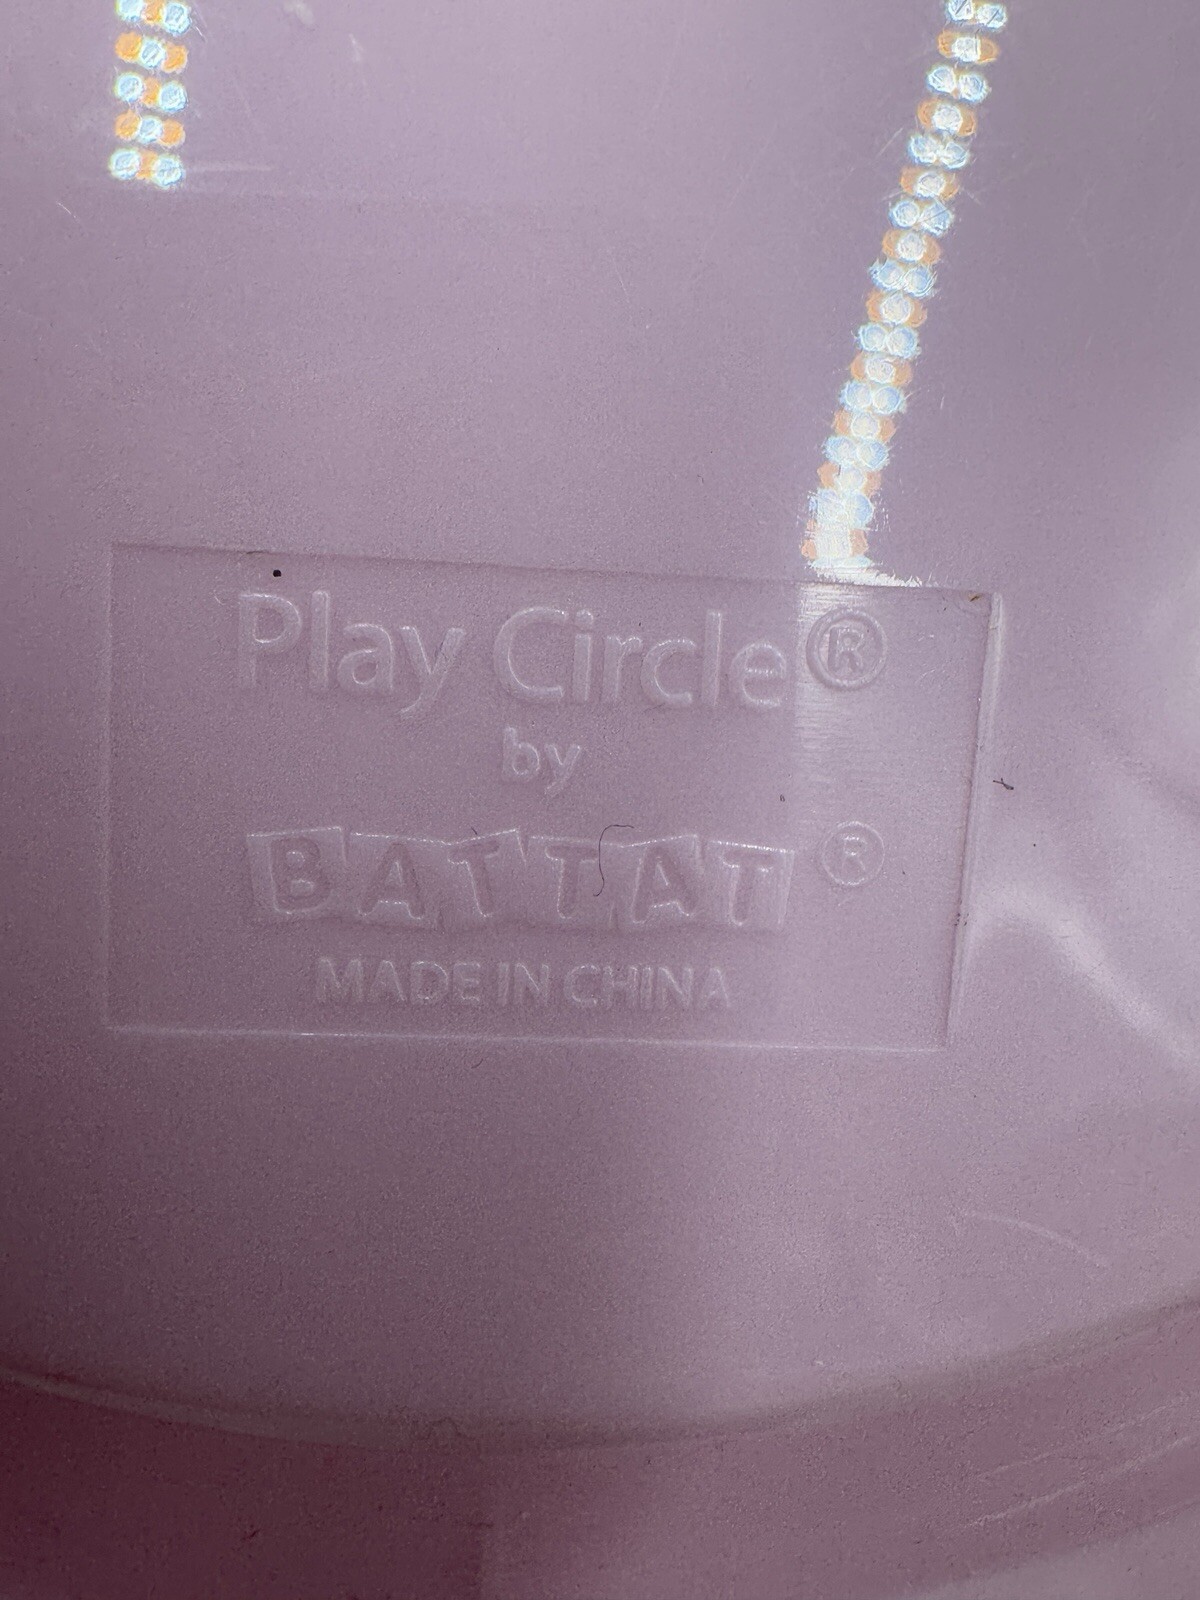 Play Circle®
by
BATTAT ®
MADE IN CHINA